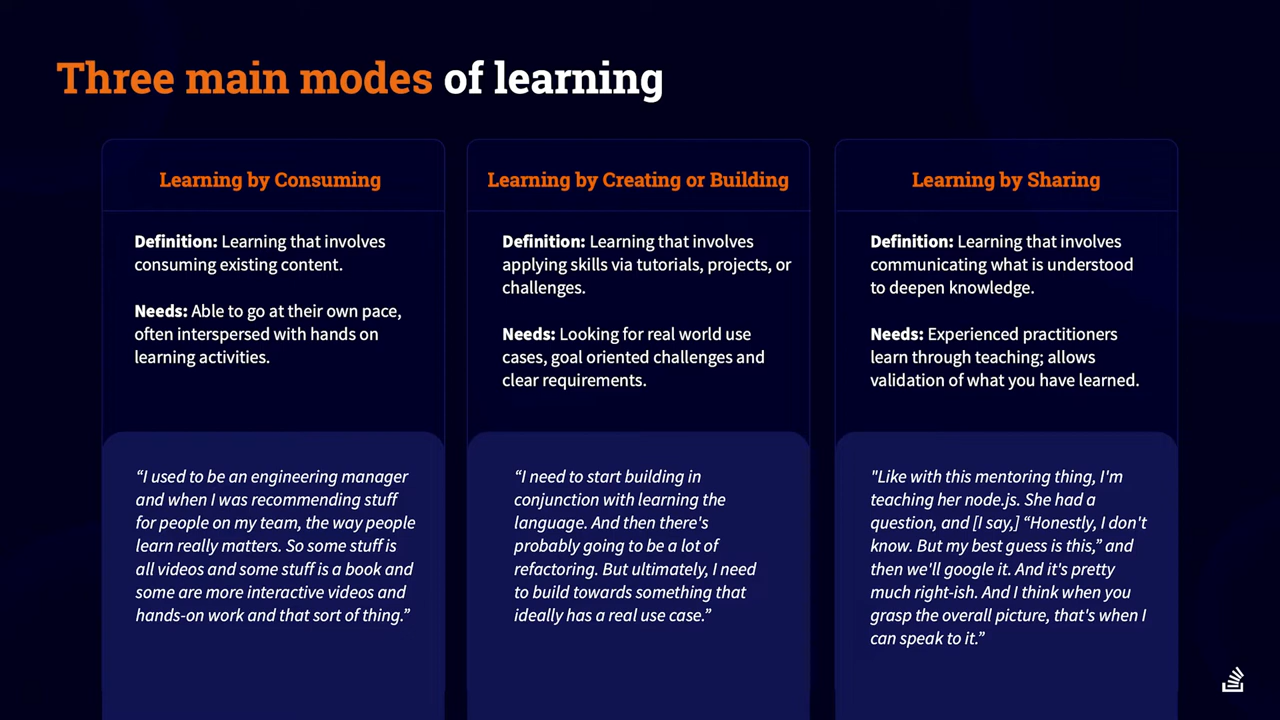 Three main modes of learning
Learning by Consuming
Definition: Learning that involves
consuming existing content.
Needs: Able to go at their own pace,
often interspersed with hands on
learning activities.
“I used to be an engineering manager
and when I was recommending stuff
for people on my team, the way people
learn really matters. So some stuff is
all videos and some stuff is a book and
some are more interactive videos and
hands-on work and that sort of thing.”
Learning by Creating or Building
Definition: Learning that involves
applying skills via tutorials, projects, or
challenges.
Needs: Looking for real world use
cases, goal oriented challenges and
clear requirements.
“I need to start building in
conjunction with learning the
language. And then there's
probably going to be a lot of
refactoring. But ultimately, I need
to build towards something that
ideally has a real use case.”
Learning by Sharing
Definition: Learning that involves
communicating what is understood
to deepen knowledge.
Needs: Experienced practitioners
learn through teaching; allows
validation of what you have learned.
"Like with this mentoring thing, I'm
teaching her node.js. She had a
question, and [I say,] “Honestly, I don't
know. But my best guess is this,” and
then we'll google it. And it's pretty
much right-ish. And I think when you
grasp the overall picture, that's when I
can speak to it.”